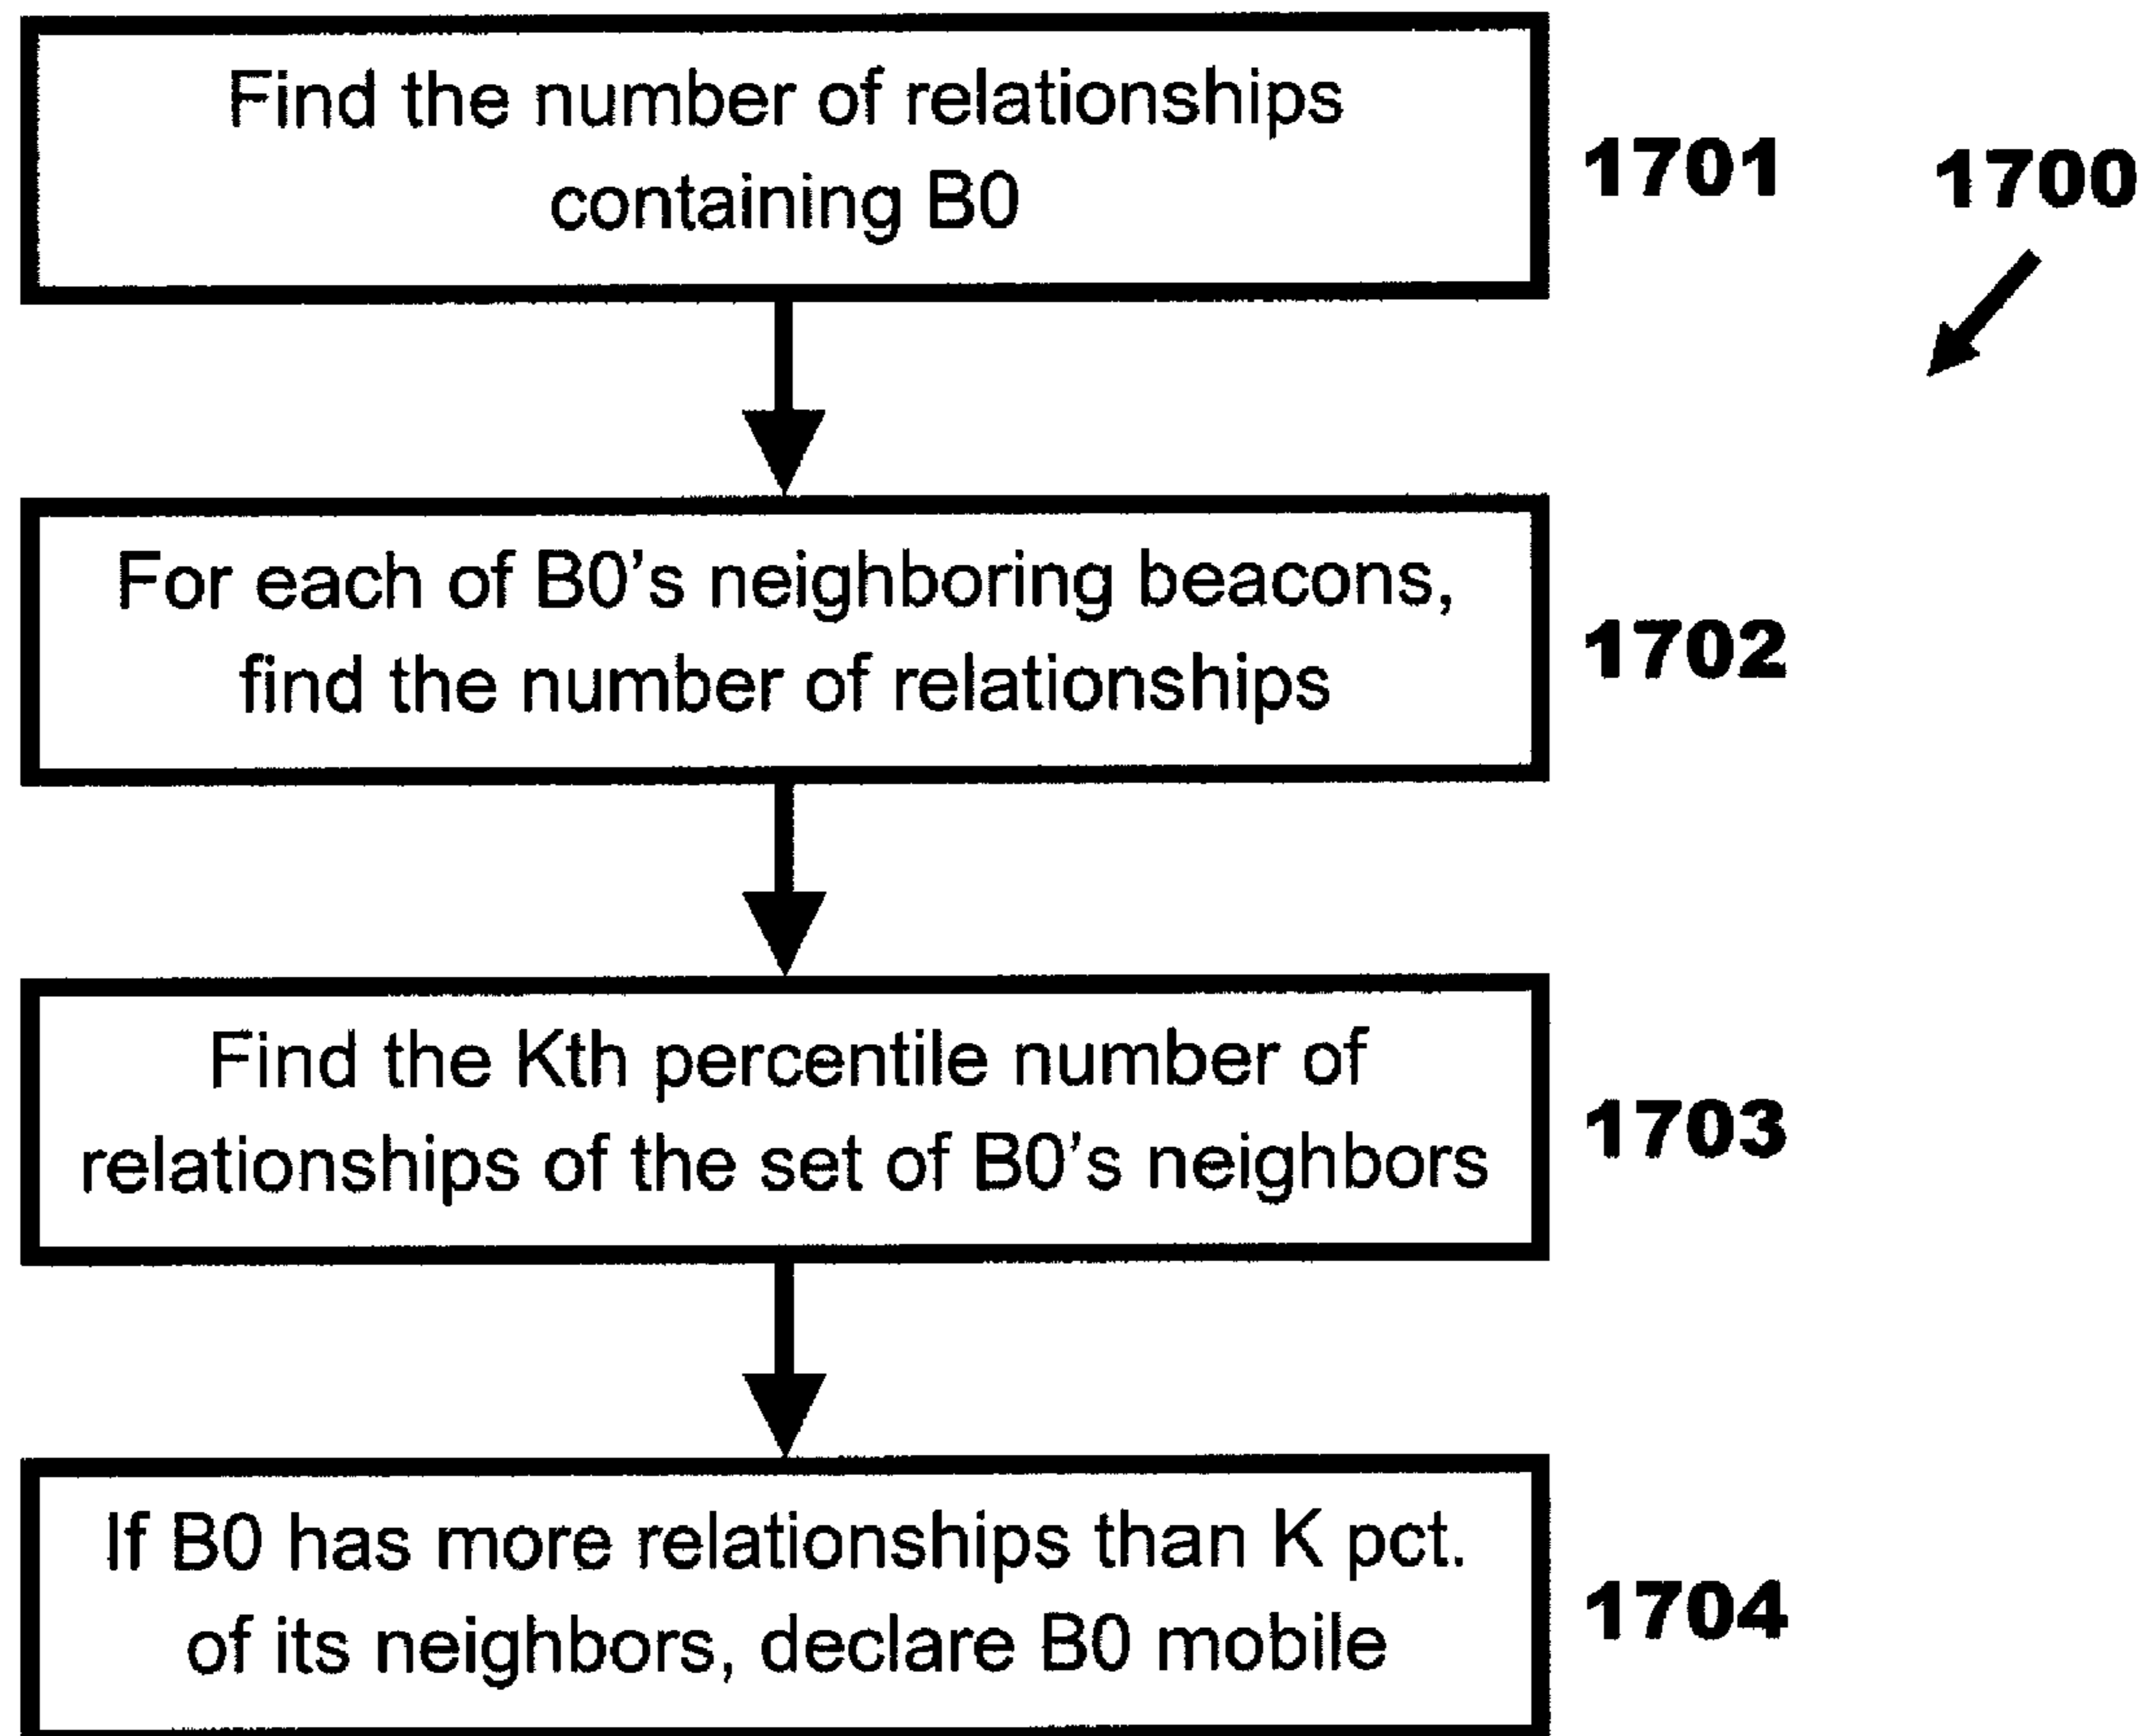 Find the number of relationships
containing B0
1701
1700
For each of B0's neighboring beacons,
find the number of relationships
1702
Find the Kth percentile number of
relationships of the set of B0's neighbors
1703
If B0 has more relationships than K pct.
of its neighbors, declare B0 mobile
1704